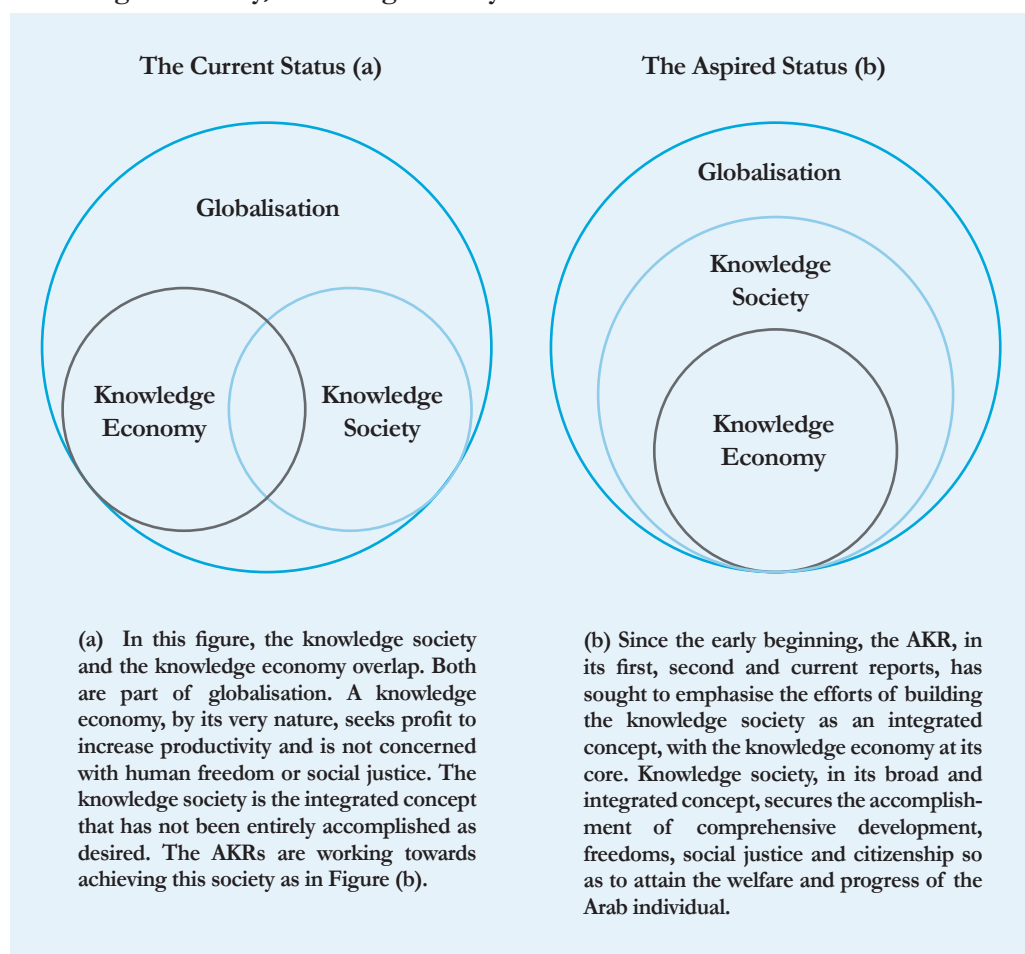 The Current Status (a)
Globalisation
Knowledge
Economy
Knowledge
Society
(a) In this figure, the knowledge society
and the knowledge economy overlap. Both
are part of globalisation. A knowledge
economy, by its very nature, seeks profit to
increase productivity and is not concerned
with human freedom or social justice. The
knowledge society is the integrated concept
that has not been entirely accomplished as
desired. The AKRs are working towards
achieving this society as in Figure (b).
The Aspired Status (b)
Globalisation
Knowledge
Society
Knowledge
Economy
(b) Since the early beginning, the AKR, in
its first, second and current reports, has
sought to emphasise the efforts of building
the knowledge society as an integrated
concept, with the knowledge economy at its
core. Knowledge society, in its broad and
integrated concept, secures the accomplish-
ment of comprehensive development,
freedoms, social justice and citizenship so
as to attain the welfare and progress of the
Arab individual.